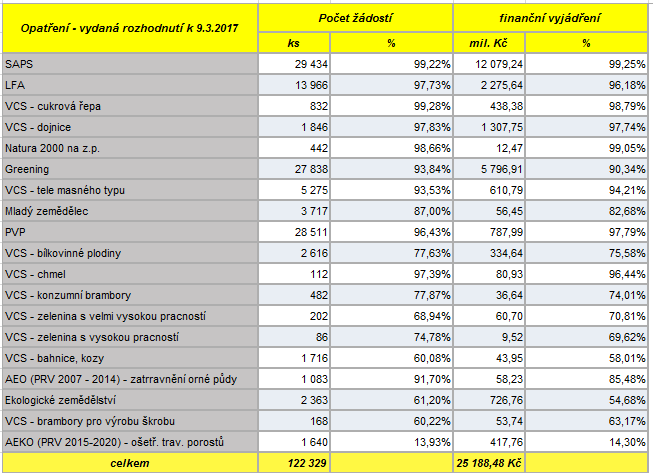 Opatření - vydaná rozhodnutí k 9.3.2017 Počet žádostí finanční vyjádření
ks % mil. Kč %
SAPS 29 434 99,22% 12 079,24 99,25%
LFA 13 966 97,73% 2 275,64 96,18%
VCS - cukrová řepa 832 99,28% 438,38 98,79%
VCS - dojnice 1 846 97,83% 1 307,75 97,74%
Natura 2000 na z.p. 442 98,66% 12,47 99,05%
Greening 27 838 93,84% 5 796,91 90,34%
VCS - tele masného typu 5 275 93,53% 610,79 94,21%
Mladý zemědělec 3 717 87,00% 56,45 82,68%
PVP 28 511 96,43% 787,99 97,79%
VCS - bílkovinné plodiny 2 616 77,63% 334,64 75,58%
VCS - chmel 112 97,39% 80,93 96,44%
VCS - konzumní brambory 482 77,87% 36,64 74,01%
VCS - zelenina s velmi vysokou pracností 202 68,94% 60,70 70,81%
VCS - zelenina s vysokou pracností 86 74,78% 9,52 69,62%
VCS - bahnice, kozy 1 716 60,08% 43,95 58,01%
AEO (PRV 2007 - 2014) - zatrravnění orné půdy 1 083 91,70% 58,23 85,48%
Ekologické zemědělství 2 363 61,20% 726,76 54,68%
VCS - brambory pro výrobu škrobu 168 60,22% 53,74 63,17%
AEKO (PRV 2015-2020) - ošetř. trav. porostů 1 640 13,93% 417,76 14,30%
celkem 122 329 25 188,48 Kč